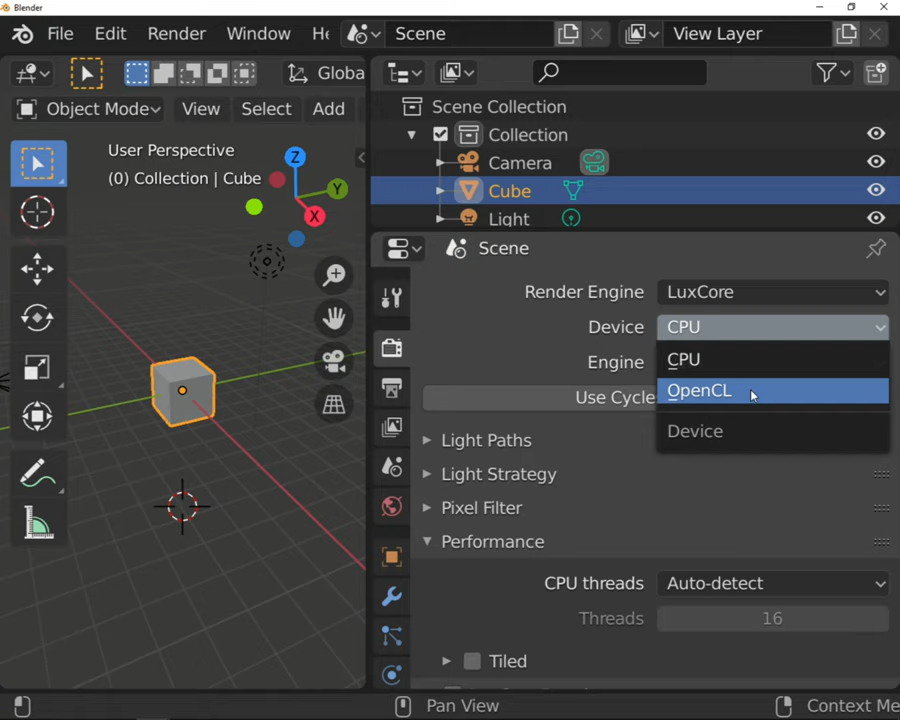 Blender
File Edit Render Window He Scene View Layer
Globa
Object Mode View Select Add
User Perspective
(0) Collection | Cube
Z
Y
X
Scene Collection
Collection
Camera
Cube
Light
Scene
Render Engine LuxCore
Device CPU
CPU
Engine
OpenCL
Use Cycle
Device
Light Paths
Light Strategy
Pixel Filter
Performance
CPU threads Auto-detect
Threads 16
Tiled
Pan View Context Me